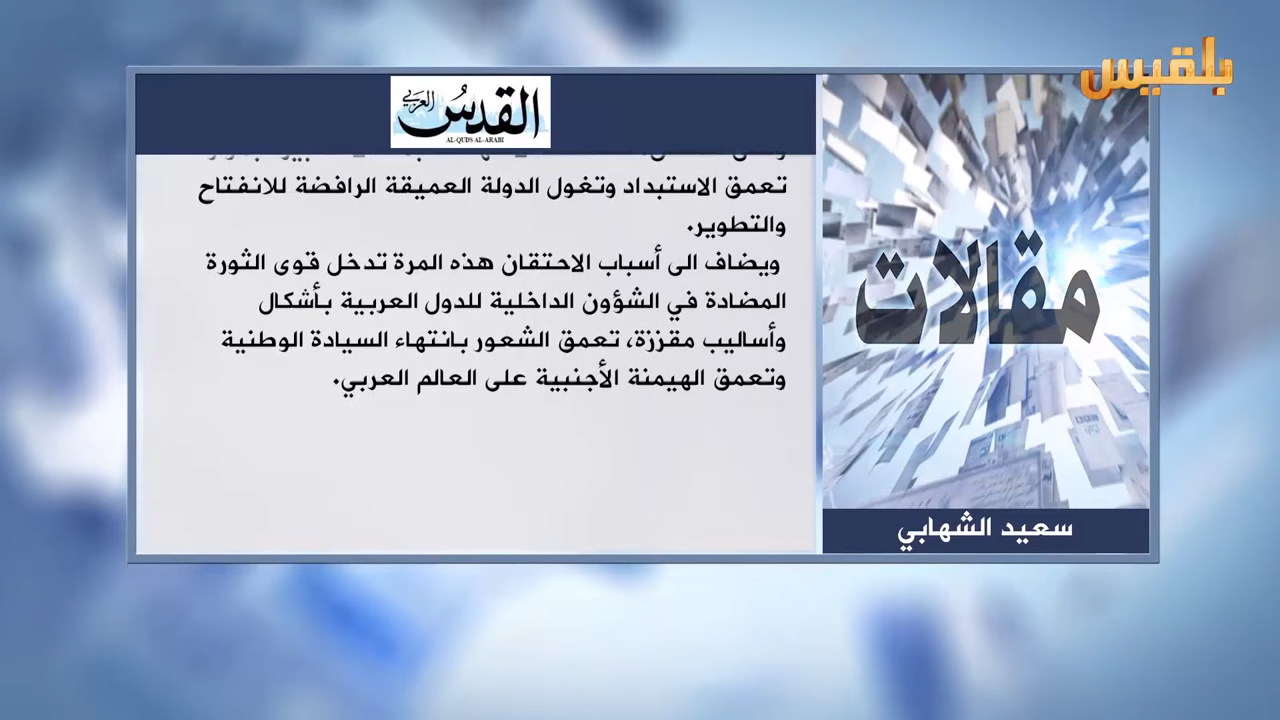 بلقيس
القدس العربي
AL-QUDS AL-ARABI
تعمق الاستبداد وتغول الدولة العميقة الرافضة للانفتاح
والتطوير.
ويضاف الى أسباب الاحتقان هذه المرة تدخل قوى الثورة
المضادة في الشؤون الداخلية للدول العربية بأشكال
وأساليب مقززة، تعمق الشعور بانتهاء السيادة الوطنية
وتعمق الهيمنة الأجنبية على العالم العربي.
مقالات
سعيد الشهابي